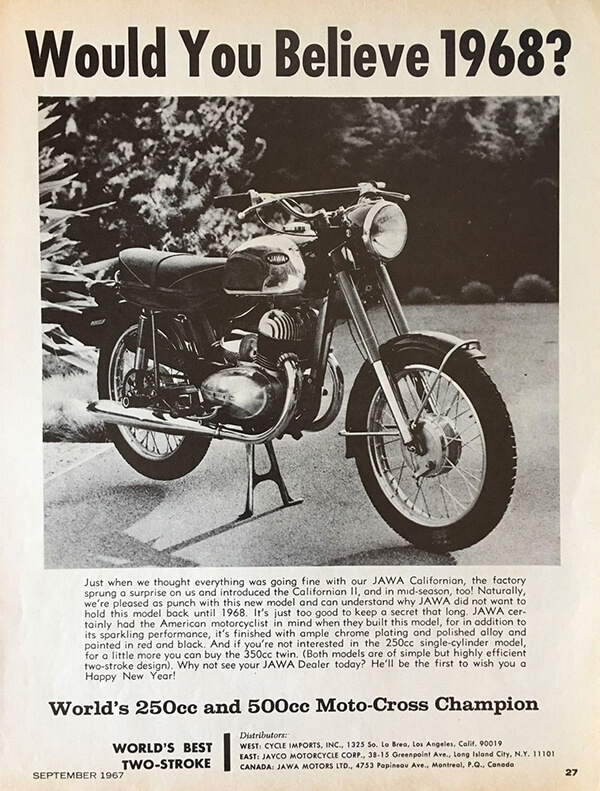 Would You Believe 1968?
JAWA
Just when we thought everything was going fine with our JAWA Californian, the factory
sprung a surprise on us and introduced the Californian II, and in mid-season, too! Naturally,
we're pleased as punch with this new model and can understand why JAWA did not want to
hold this model back until 1968. It's just too good to keep a secret that long. JAWA cer-
tainly had the American motorcyclist in mind when they built this model, for in addition to
its sparkling performance, it's finished with ample chrome plating and polished alloy and
painted in red and black. And if you're not interested in the 250cc single-cylinder model,
for a little more you can buy the 350cc twin. (Both models are of simple but highly efficient
two-stroke design). Why not see your JAWA Dealer today? He'll be the first to wish you a
Happy New Year!
World's 250cc and 500cc Moto-Cross Champion
WORLD'S BEST
TWO-STROKE
Distributors:
WEST: CYCLE IMPORTS, INC., 1325 So. La Brea, Los Angeles, Calif. 90019
EAST: JAVCO MOTORCYCLE CORP., 38-15 Greenpoint Ave., Long Island City, N.Y. 11101
CANADA: JAWA MOTORS LTD., 4753 Papineau Ave., Montreal, P.Q., Canada
SEPTEMBER 1967
27